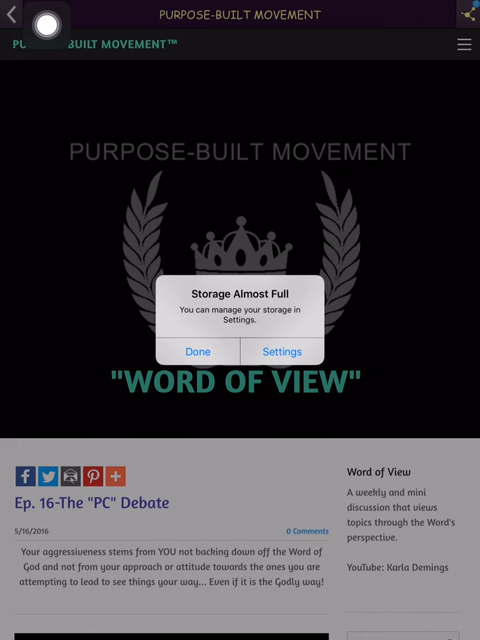 PURPOSE-BUILT MOVEMENT
BUILT MOVEMENT™
PURPOSE-BUILT MOVEMENT
Storage Almost Full
You can manage your storage in
Settings.
Done
Settings
"WORD OF VIEW"
Ep. 16-The "PC" Debate
5/16/2016
0 Comments
Your aggressiveness stems from YOU not backing down off the Word of
God and not from your approach or attitude towards the ones you are
attempting to lead to see things your way... Even if it is the Godly way!
Word of View
A weekly and mini
discussion that views
topics through the Word's
perspective.
YouTube: Karla Demings